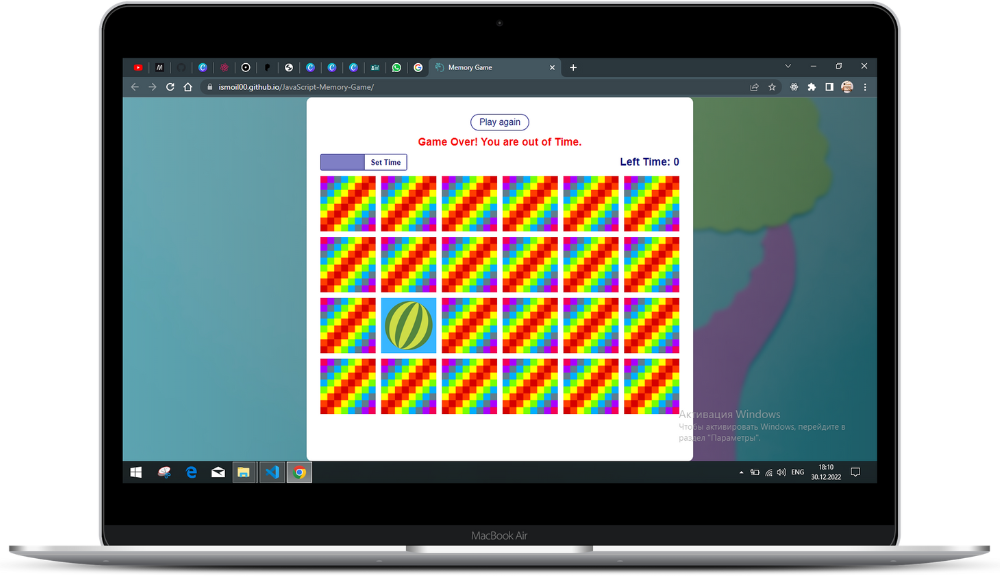 Memory Game
ismoil00.github.io/JavaScript-Memory-Game/
Play again
Game Over! You are out of Time.
Set Time
Left Time: 0
Активация Windows
Чтобы активировать Windows, перейдите в
раздел "Параметры".
ENG
18:10
30.12.2022
MacBook Air